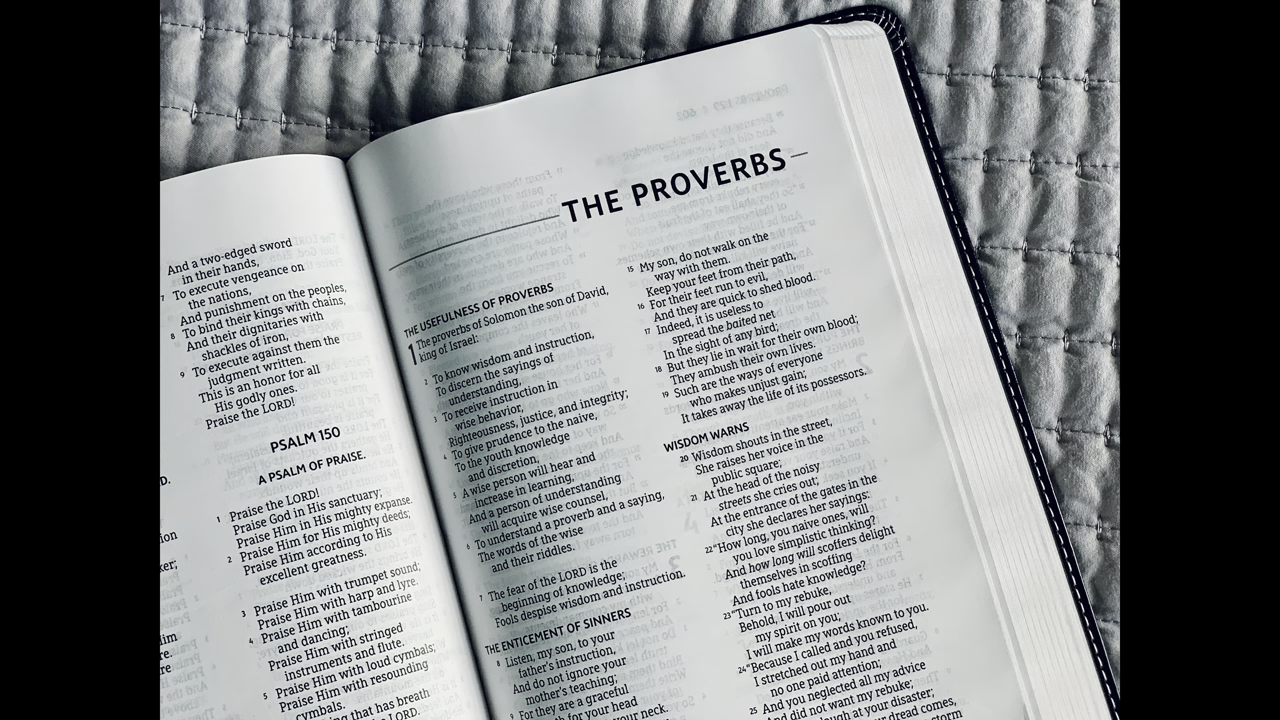 And a two-edged sword
in their hands,
7 To execute vengeance on
the nations,
And punishment on the peoples,
8 To bind their kings with chains,
And their dignitaries with
shackles of iron,
9 To execute against them the
judgment written.
This is an honor for all
His godly ones.
Praise the LORD!
PSALM 150
A PSALM OF PRAISE.
1 Praise the LORD!
Praise God in His sanctuary;
Praise Him in His mighty expanse.
2 Praise Him for His mighty deeds;
Praise Him according to His
excellent greatness.
3 Praise Him with trumpet sound;
Praise Him with harp and lyre.
4 Praise Him with tambourine
and dancing;
Praise Him with stringed
instruments and flute.
5 Praise Him with loud cymbals;
Praise Him with resounding
cymbals.
that has breath
LORD.
THE PROVERBS
THE USEFULNESS OF PROVERBS
1 The proverbs of Solomon the son of David,
king of Israel:
2 To know wisdom and instruction,
To discern the sayings of
understanding,
3 To receive instruction in
wise behavior,
Righteousness, justice, and integrity;
4 To give prudence to the naive,
To the youth knowledge
and discretion,
5 A wise person will hear and
increase in learning,
And a person of understanding
will acquire wise counsel,
6 To understand a proverb and a saying,
The words of the wise
and their riddles.
7 The fear of the LORD is the
beginning of knowledge;
Fools despise wisdom and instruction.
THE ENTICEMENT OF SINNERS
8 Listen, my son, to your
father's instruction,
And do not ignore your
mother's teaching;
9 For they are a graceful
for your head
your neck.
15 My son, do not walk on the
way with them.
Keep your feet from their path,
16 For their feet run to evil,
And they are quick to shed blood.
17 Indeed, it is useless to
spread the baited net
In the sight of any bird;
18 But they lie in wait for their own blood;
They ambush their own lives.
19 Such are the ways of everyone
who makes unjust gain;
It takes away the life of its possessors.
WISDOM WARNS
20 Wisdom shouts in the street,
She raises her voice in the
public square;
21 At the head of the noisy
streets she cries out;
At the entrance of the gates in the
city she declares her sayings:
22 "How long, you naive ones, will
you love simplistic thinking?
And how long will scoffers delight
themselves in scoffing
And fools hate knowledge?
23 "Turn to my rebuke,
Behold, I will pour out
my spirit on you;
I will make my words known to you.
24 "Because I called and you refused,
I stretched out my hand and
no one paid attention;
25 And you neglected all my advice
And did not want my rebuke;
laugh at your disaster;
dread comes,
storm